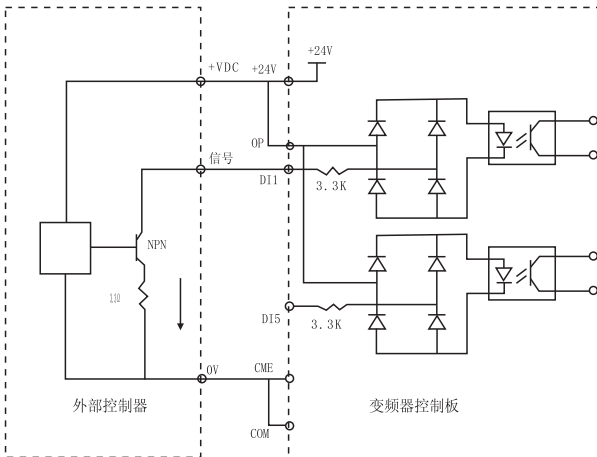 +24V
+VDC
+24V
OP
信号
DI1
3.3K
NPN
110
DI5
3.3K
0V
CME
外部控制器
变频器控制板
COM